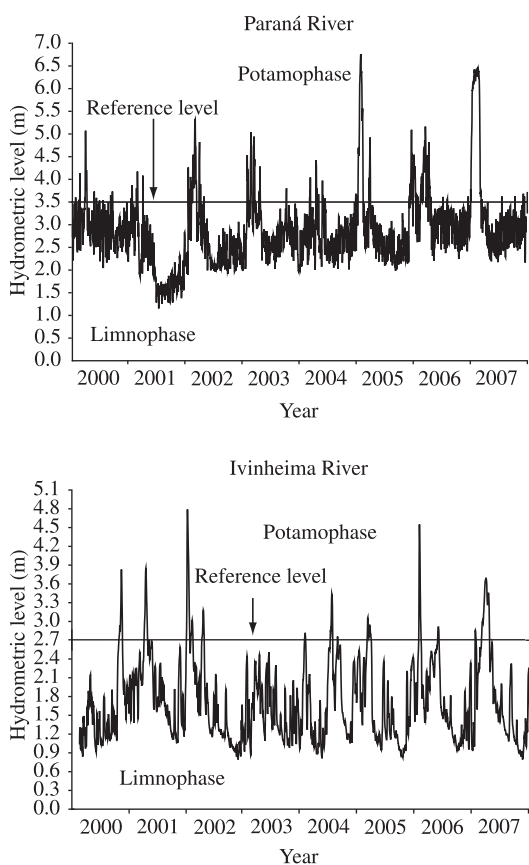 Paraná River
Hydrometric level (m)
7.0
6.5
6.0
5.5
5.0
4.5
4.0
3.5
3.0
2.5
2.0
1.5
1.0
0.5
0.0
Potamophase
Reference level
Limnophase
2000 2001 2002 2003 2004 2005 2006 2007
Year
Ivinheima River
Hydrometric level (m)
5.1
4.8
4.5
4.2
3.9
3.6
3.3
3.0
2.7
2.4
2.1
1.8
1.5
1.2
0.9
0.6
0.3
0.0
Potamophase
Reference level
Limnophase
2000 2001 2002 2003 2004 2005 2006 2007
Year